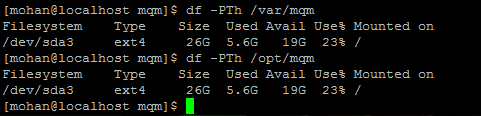 [mohan@localhost mqm]$ df -PTh /var/mqm
Filesystem     Type  Size  Used Avail Use% Mounted on
/dev/sda3      ext4   26G  5.6G   19G  23% /
[mohan@localhost mqm]$ df -PTh /opt/mqm
Filesystem     Type  Size  Used Avail Use% Mounted on
/dev/sda3      ext4   26G  5.6G   19G  23% /
[mohan@localhost mqm]$